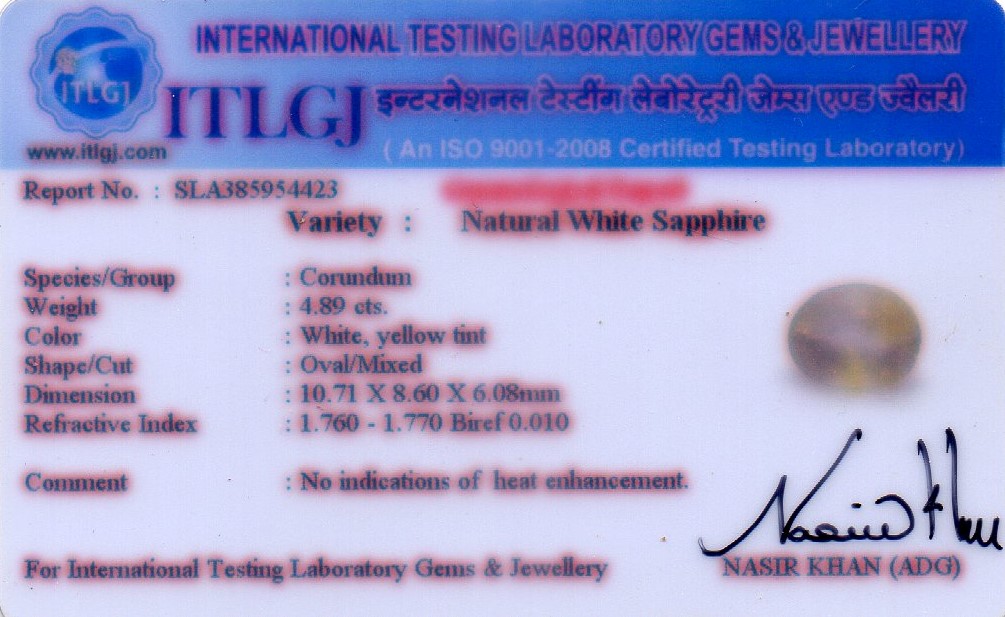 INTERNATIONAL TESTING LABORATORY GEMS & JEWELLERY
ITLGJ
ITLGJ इन्टरनेशनल टेस्टींग लेबोरेट्री जेम्स एण्ड ज्वैलरी
www.itlgj.com
( An ISO 9001-2008 Certified Testing Laboratory)
Report No. : SLA385954423
Variety : Natural White Sapphire
Species/Group : Corundum
Weight : 4.89 cts.
Color : White, yellow tint
Shape/Cut : Oval/Mixed
Dimension : 10.71 X 8.60 X 6.08mm
Refractive Index : 1.760 - 1.770 Biref 0.010
Comment : No indications of heat enhancement.
Nasir Khan
For International Testing Laboratory Gems & Jewellery
NASIR KHAN (ADG)